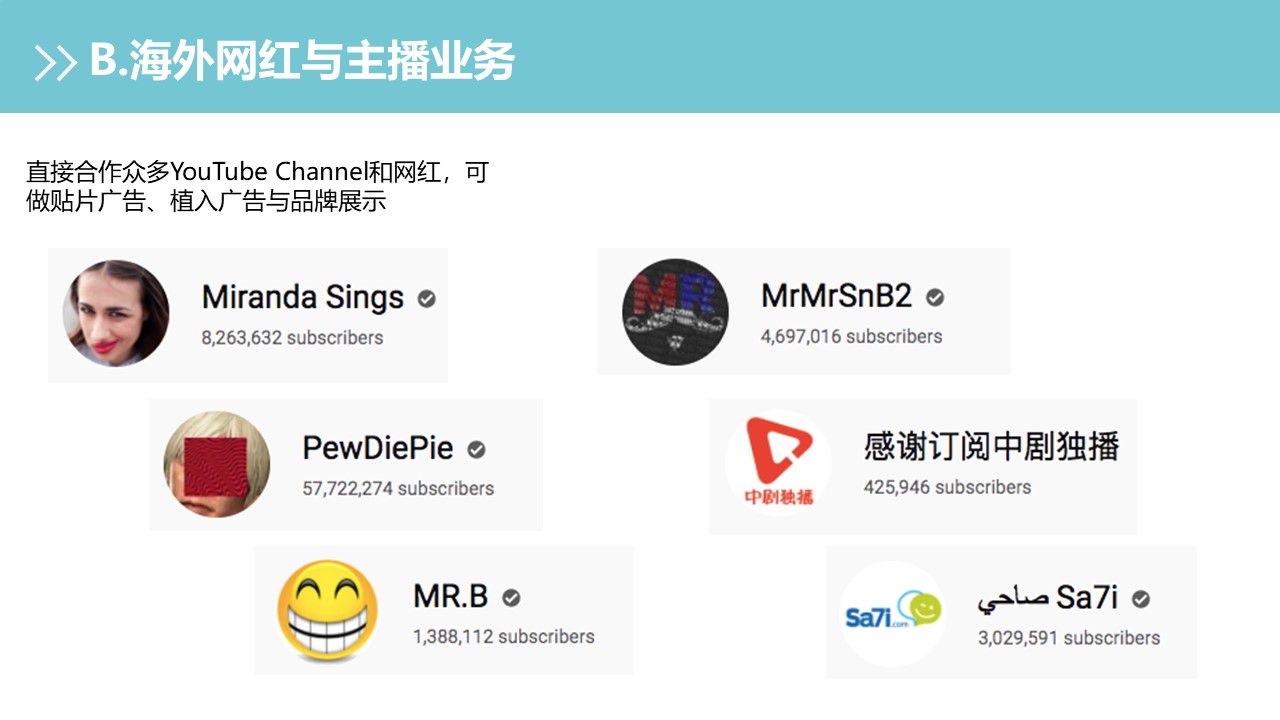 B.海外网红与主播业务
直接合作众多YouTube Channel和网红，可
做贴片广告、植入广告与品牌展示
Miranda Sings
8,263,632 subscribers
MR
MrMrSnB2
4,697,016 subscribers
PewDiePie
57,722,274 subscribers
中剧独播
感谢订阅中剧独播
425,946 subscribers
MR.B
1,388,112 subscribers
Sa7i.com
صاحي Sa7i
3,029,591 subscribers